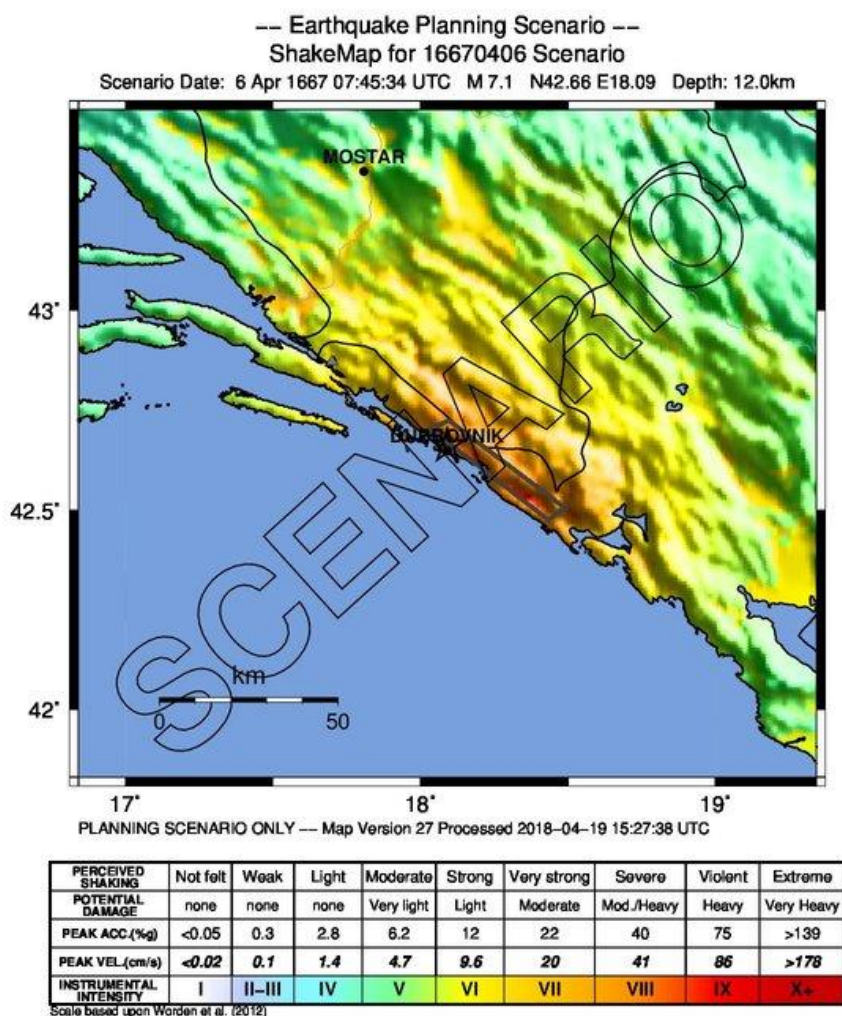 -- Earthquake Planning Scenario --
ShakeMap for 16670406 Scenario
Scenario Date: 6 Apr 1667 07:45:34 UTC M 7.1 N42.66 E18.09 Depth: 12.0km
MOSTAR
43˚
DUBROVNIK
42.5˚
SCENARIO
km
42˚
0 50
17˚ 18˚ 19˚
PLANNING SCENARIO ONLY -- Map Version 27 Processed 2018-04-19 15:27:38 UTC
PERCEIVED SHAKING Not felt Weak Light Moderate Strong Very strong Severe Violent Extreme
POTENTIAL DAMAGE none none none Very light Light Moderate Mod./Heavy Heavy Very Heavy
PEAK ACC.(%g) <0.05 0.3 2.8 6.2 12 22 40 75 >139
PEAK VEL.(cm/s) <0.02 0.1 1.4 4.7 9.6 20 41 86 >178
INSTRUMENTAL INTENSITY I II-III IV V VI VII VIII IX X+
Scale based upon Worden et al. (2012)